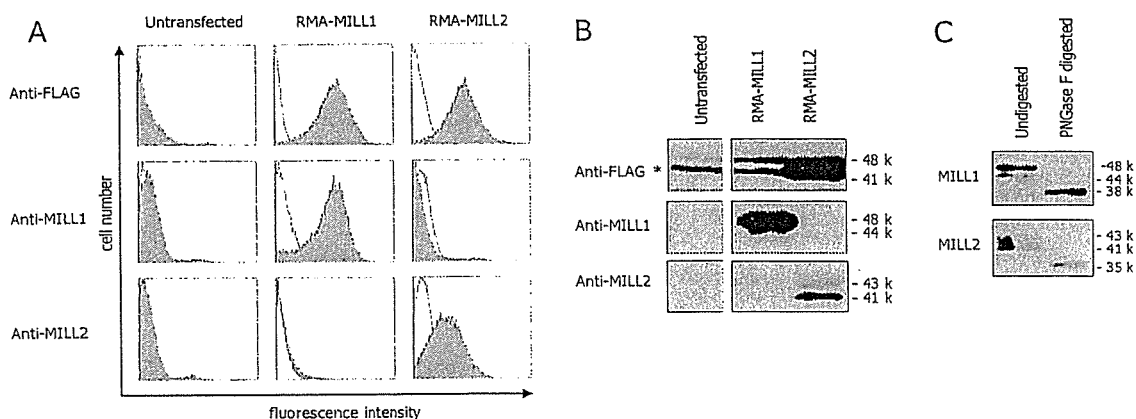 A
Untransfected
RMA-MILL1
RMA-MILL2
Anti-FLAG
Anti-MILL1
Anti-MILL2
cell number
fluorescence intensity
B
Untransfected
RMA-MILL1
RMA-MILL2
Anti-FLAG *
- 48 k
- 41 k
Anti-MILL1
- 48 k
- 44 k
Anti-MILL2
- 43 k
- 41 k
C
Undigested
PNGase F digested
MILL1
-48 k
- 44 k
- 38 k
MILL2
- 43 k
- 41 k
- 35 k